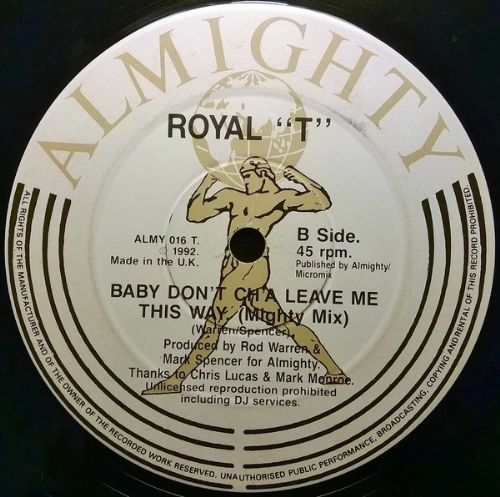 ALMIGHTY
ROYAL "T"
ALMY 016 T.
© 1992.
Made in the U.K.
B Side.
45 rpm.
Published by Almighty/
Micromix
BABY DON'T CH'A LEAVE ME
THIS WAY (Mighty Mix)
(Warren/Spencer).
Produced by Rod Warren &
Mark Spencer for Almighty.
Thanks to Chris Lucas & Mark Monroe.
Unlicensed reproduction prohibited
including DJ services.
ALL RIGHTS OF THE MANUFACTURER AND OF THE OWNER OF THE RECORDED WORK RESERVED. UNAUTHORISED PUBLIC PERFORMANCE, BROADCASTING, COPYING AND RENTAL OF THIS RECORD PROHIBITED.